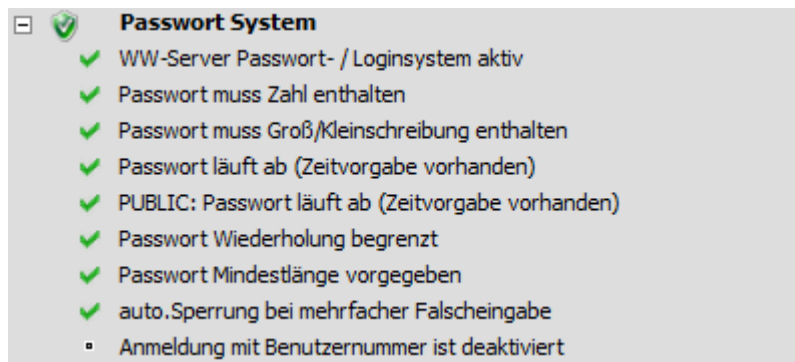 Passwort System
WW-Server Passwort- / Loginsystem aktiv
Passwort muss Zahl enthalten
Passwort muss Groß/Kleinschreibung enthalten
Passwort läuft ab (Zeitvorgabe vorhanden)
PUBLIC: Passwort läuft ab (Zeitvorgabe vorhanden)
Passwort Wiederholung begrenzt
Passwort Mindestlänge vorgegeben
auto.Sperrung bei mehrfacher Falscheingabe
Anmeldung mit Benutzernummer ist deaktiviert